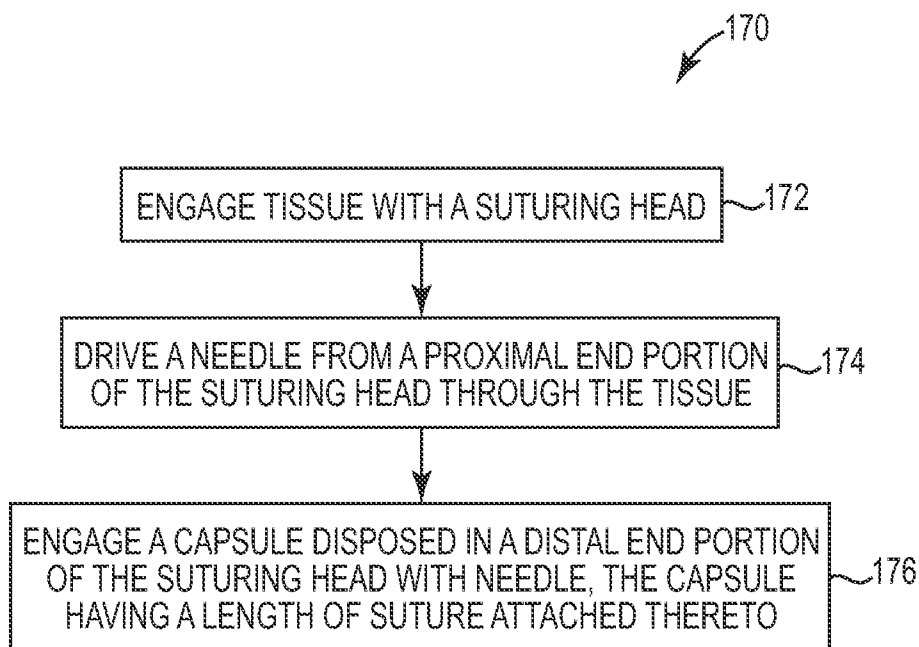 170
ENGAGE TISSUE WITH A SUTURING HEAD
172
DRIVE A NEEDLE FROM A PROXIMAL END PORTION
OF THE SUTURING HEAD THROUGH THE TISSUE
174
ENGAGE A CAPSULE DISPOSED IN A DISTAL END PORTION
OF THE SUTURING HEAD WITH NEEDLE, THE CAPSULE
HAVING A LENGTH OF SUTURE ATTACHED THERETO
176